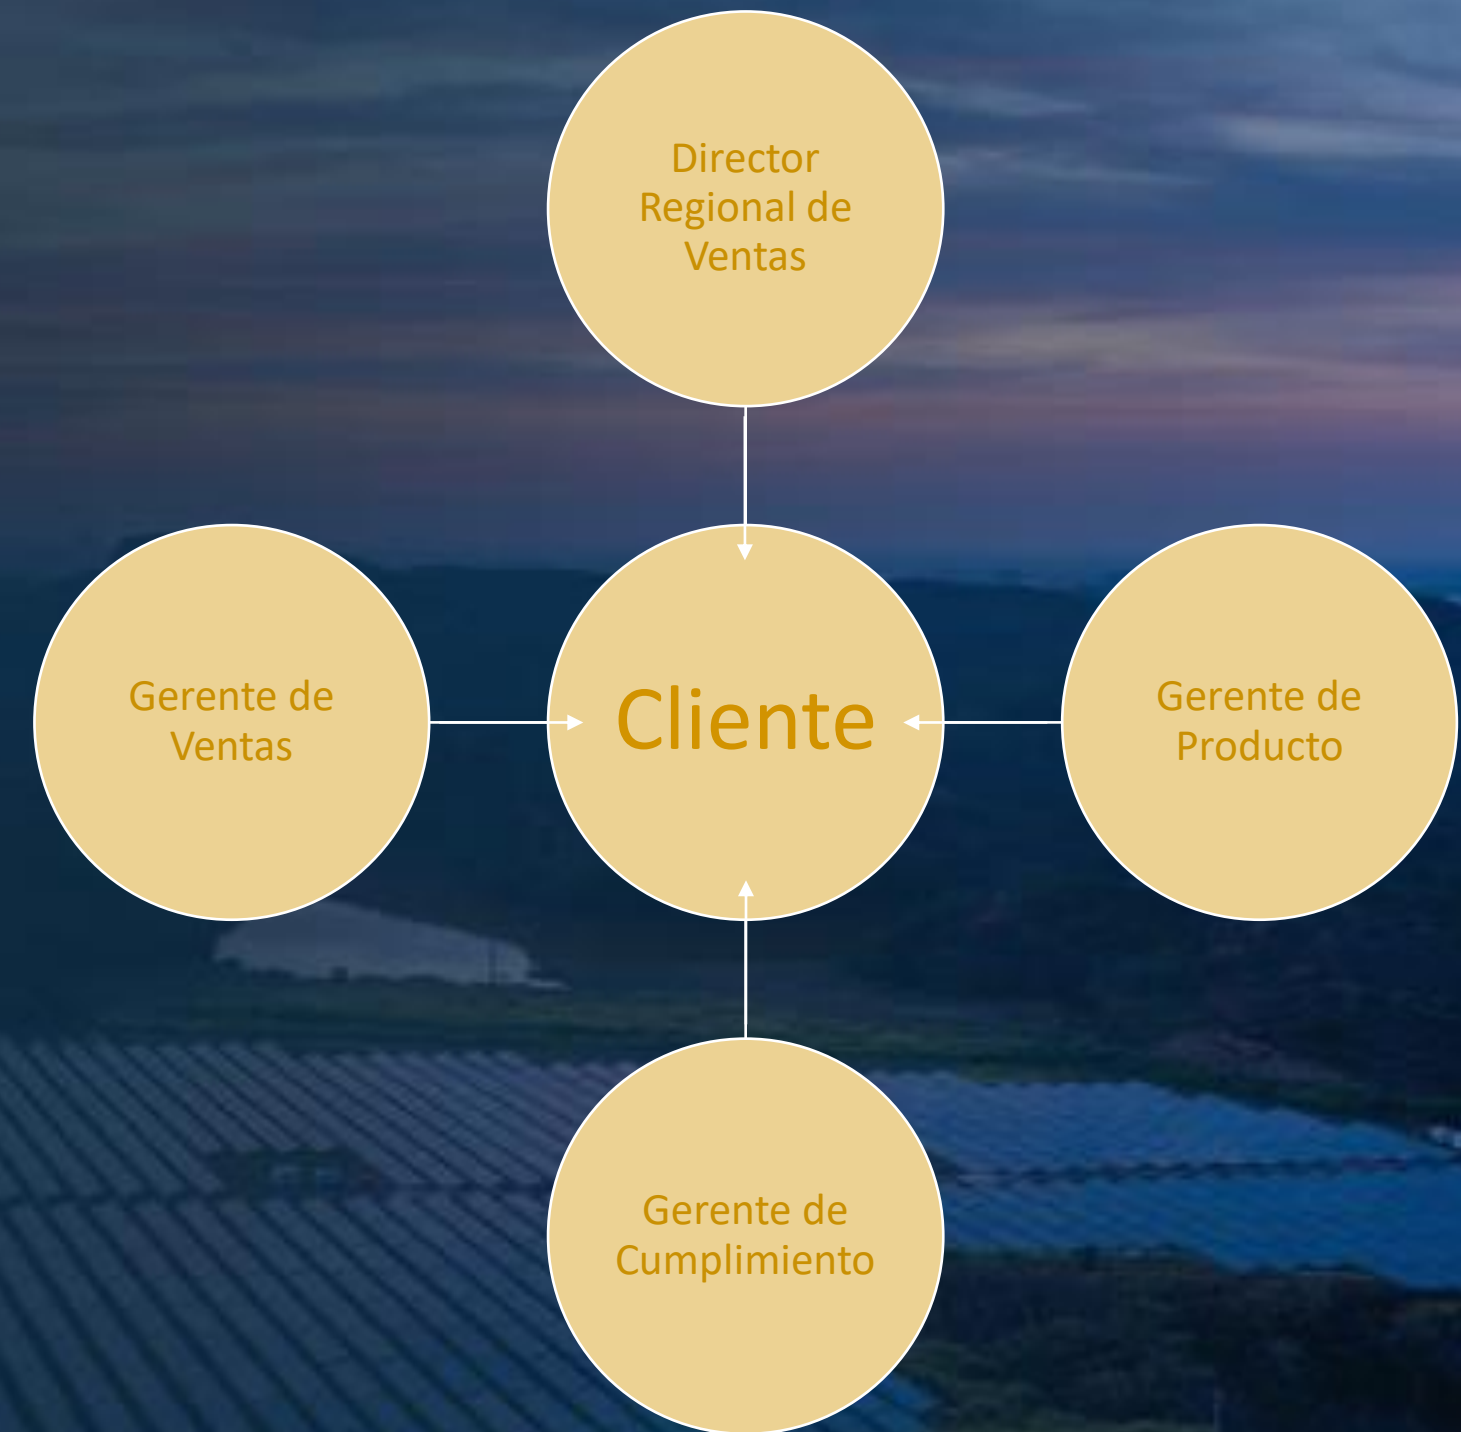 Director
Regional de
Ventas
Gerente de
Ventas
Cliente
Gerente de
Producto
Gerente de
Cumplimiento